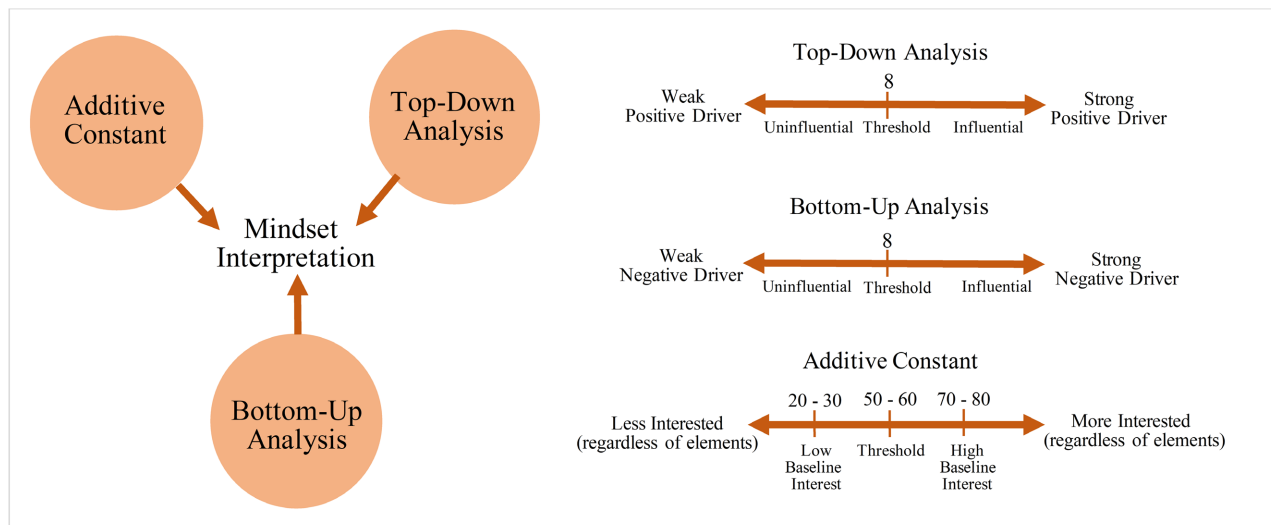 Additive
Constant
Top-Down
Analysis
Mindset
Interpretation
Bottom-Up
Analysis
Top-Down Analysis
8
Weak
Positive Driver
Strong
Positive Driver
Uninfluential
Threshold
Influential
Bottom-Up Analysis
8
Weak
Negative Driver
Strong
Negative Driver
Uninfluential
Threshold
Influential
Additive Constant
20 - 30
50 - 60
70 - 80
Less Interested
(regardless of elements)
More Interested
(regardless of elements)
Low
Baseline
Interest
Threshold
High
Baseline
Interest